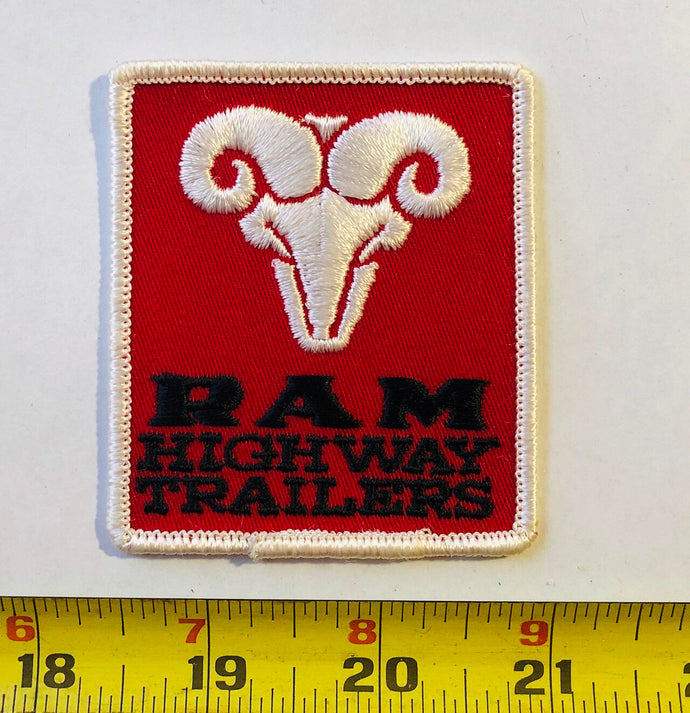 RAM
HIGHWAY
TRAILERS
6 7 8 9
18 19 20 21